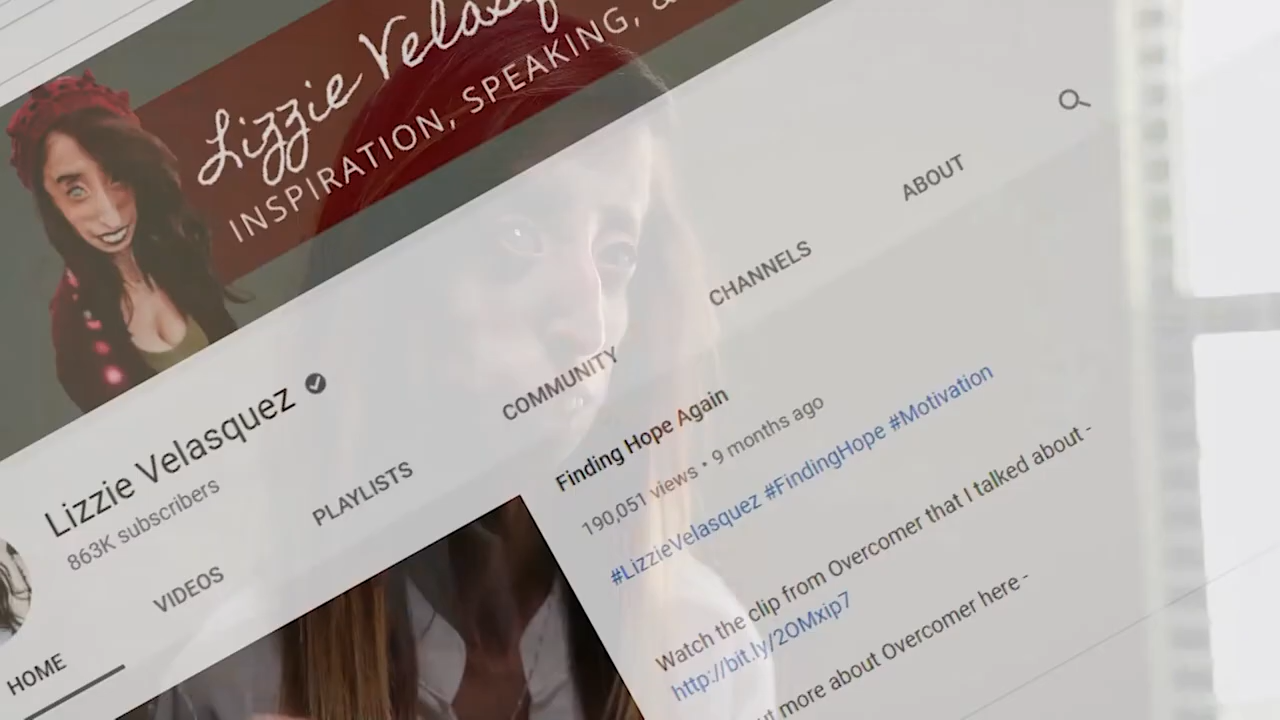 Lizzie Velasq
INSPIRATION, SPEAKING, &
Lizzie Velasquez
863K subscribers
HOME
VIDEOS
PLAYLISTS
COMMUNITY
CHANNELS
ABOUT
Finding Hope Again
190,051 views • 9 months ago
#LizzieVelasquez #FindingHope #Motivation
Watch the clip from Overcomer that I talked about -
http://bit.ly/2OMxip7
more about Overcomer here -